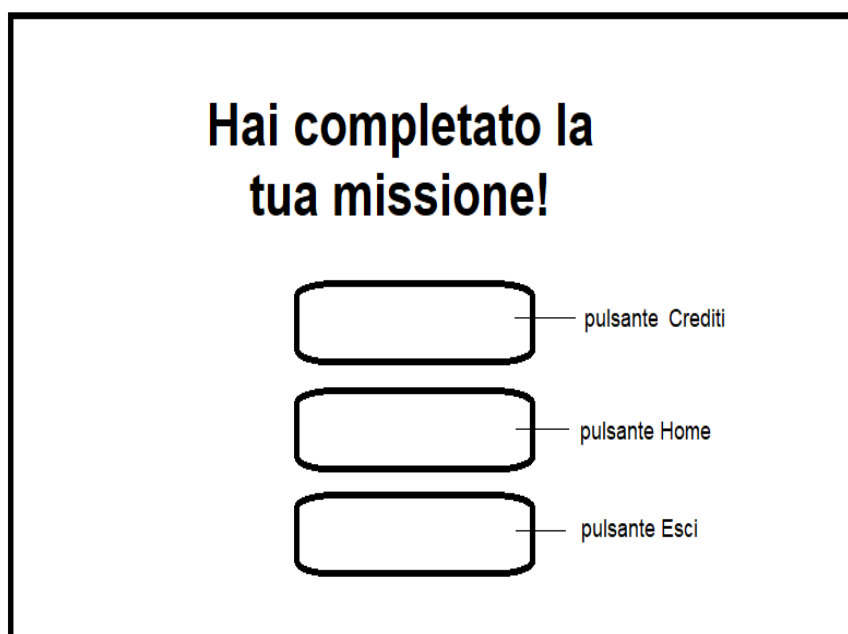 Hai completato la
tua missione!
pulsante Crediti
pulsante Home
pulsante Esci